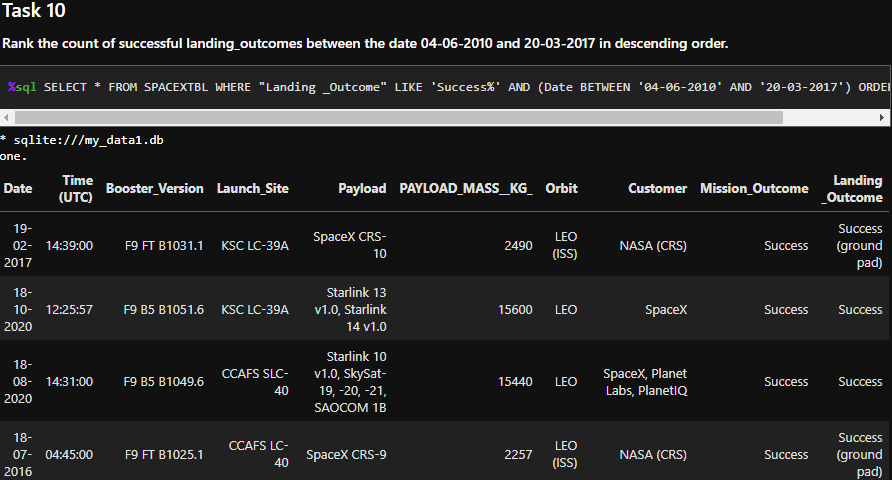 Task 10
Rank the count of successful landing_outcomes between the date 04-06-2010 and 20-03-2017 in descending order.
%sql SELECT * FROM SPACEXTBL WHERE "Landing _Outcome" LIKE 'Success%' AND (Date BETWEEN '04-06-2010' AND '20-03-2017') ORDE
* sqlite:///my_data1.db
one.
Date Time (UTC) Booster_Version Launch_Site Payload PAYLOAD_MASS__KG_ Orbit Customer Mission_Outcome Landing _Outcome
19-02-2017 14:39:00 F9 FT B1031.1 KSC LC-39A SpaceX CRS-10 2490 LEO (ISS) NASA (CRS) Success Success (ground pad)
18-10-2020 12:25:57 F9 B5 B1051.6 KSC LC-39A Starlink 13 v1.0, Starlink 14 v1.0 15600 LEO SpaceX Success Success
18-08-2020 14:31:00 F9 B5 B1049.6 CCAFS SLC-40 Starlink 10 v1.0, SkySat-19, -20, -21, SAOCOM 1B 15440 LEO SpaceX, Planet Labs, PlanetIQ Success Success
18-07-2016 04:45:00 F9 FT B1025.1 CCAFS LC-40 SpaceX CRS-9 2257 LEO (ISS) NASA (CRS) Success Success (ground pad)